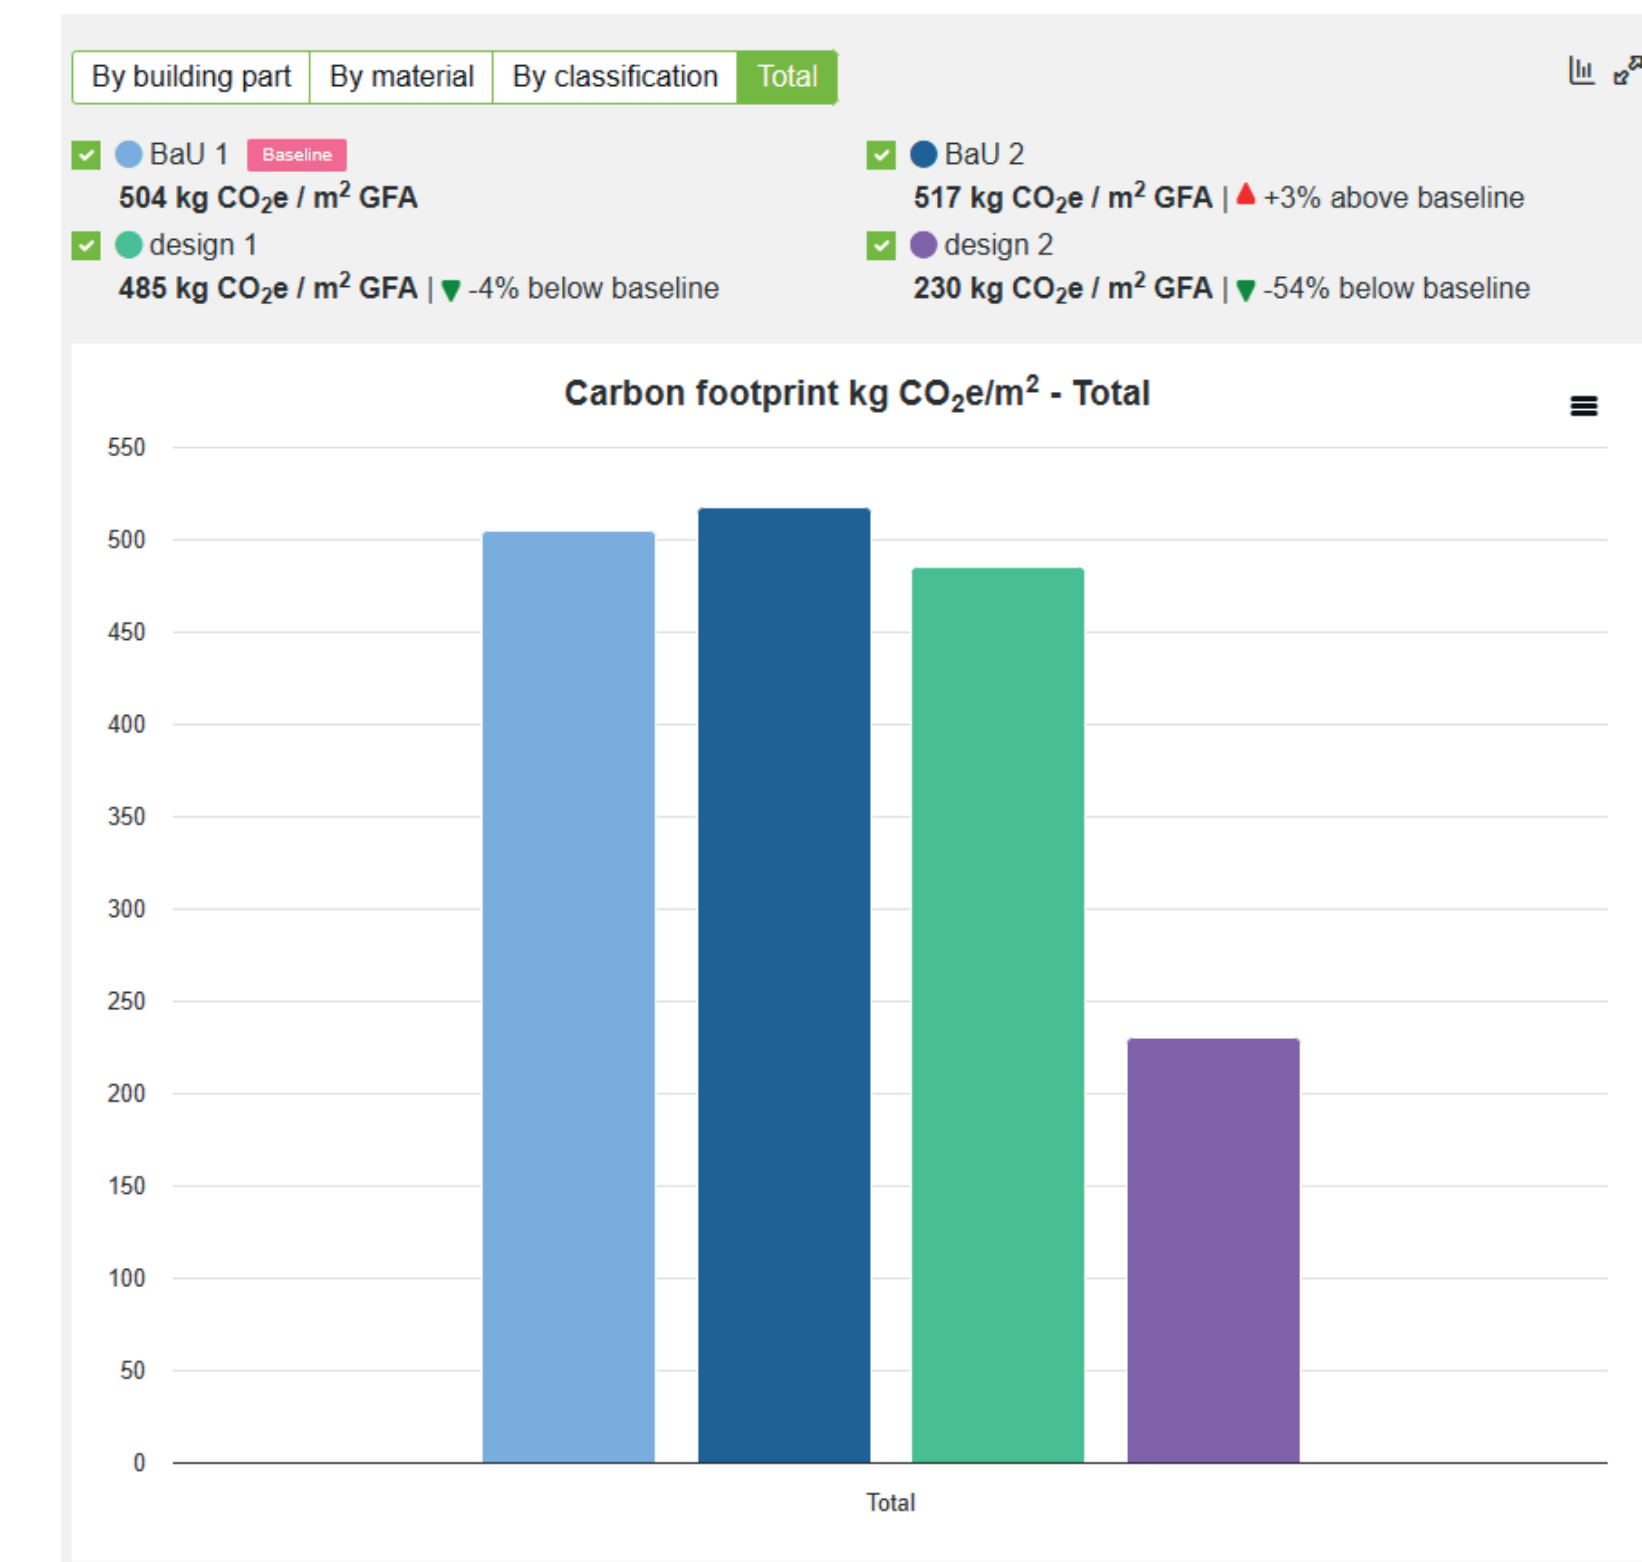 By building part By material By classification Total
BaU 1 Baseline
504 kg CO₂e / m² GFA
BaU 2
517 kg CO₂e / m² GFA | +3% above baseline
design 1
485 kg CO₂e / m² GFA | -4% below baseline
design 2
230 kg CO₂e / m² GFA | -54% below baseline
Carbon footprint kg CO₂e/m² - Total
550
500
450
400
350
300
250
200
150
100
50
0
Total